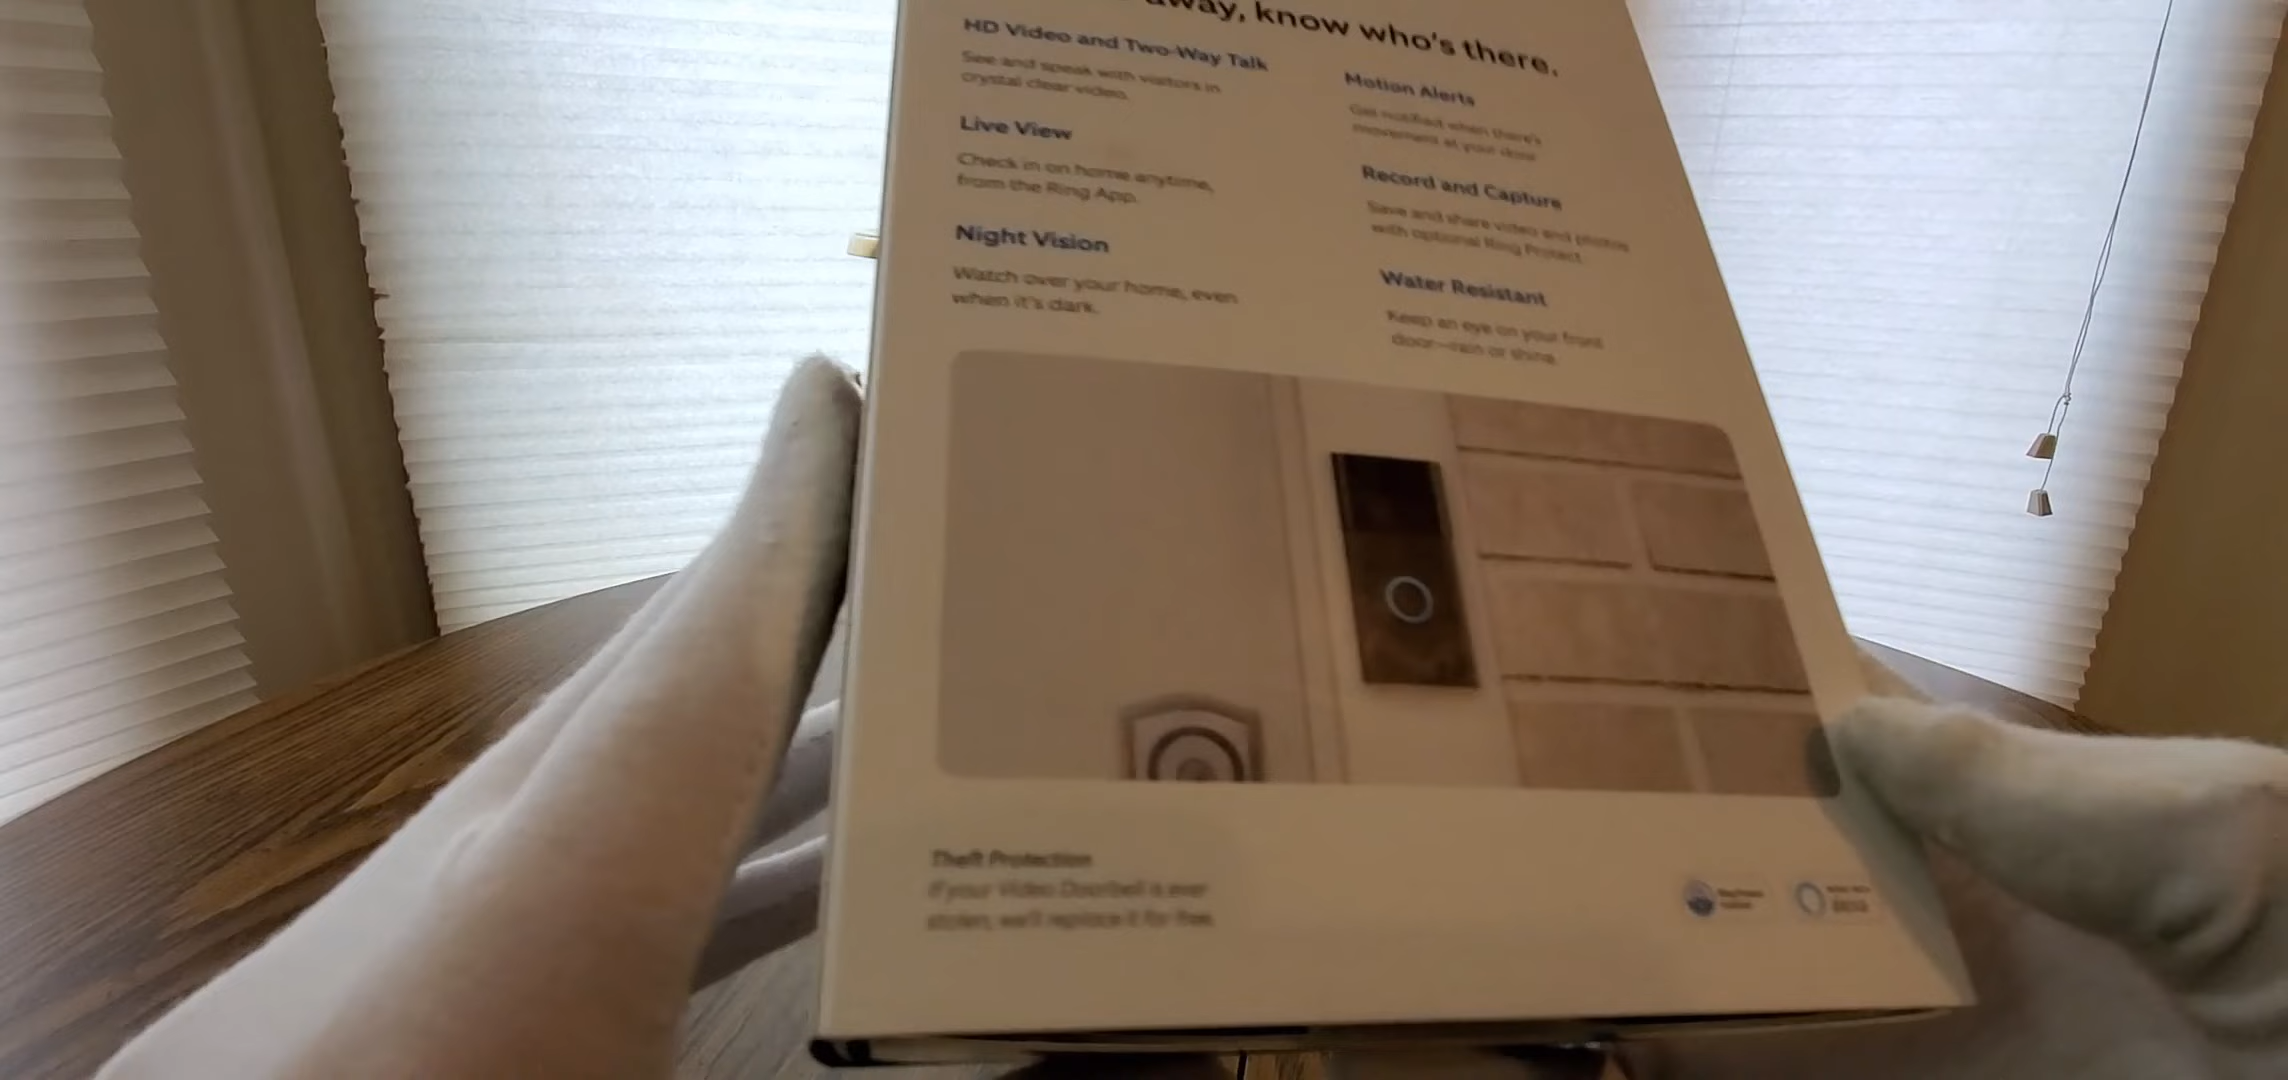 away, know who's there.
HD Video and Two-Way Talk
See and speak with visitors in
crystal clear video.
Live View
Check in on home anytime,
from the Ring App.
Night Vision
Watch over your home, even
when it's dark.
Motion Alerts
Get notified when there's
movement at your door.
Record and Capture
Save and share video and photos
with optional Ring Protect.
Water Resistant
Keep an eye on your front
door—rain or shine.
Theft Protection
If your Video Doorbell is ever
stolen, we'll replace it for free.